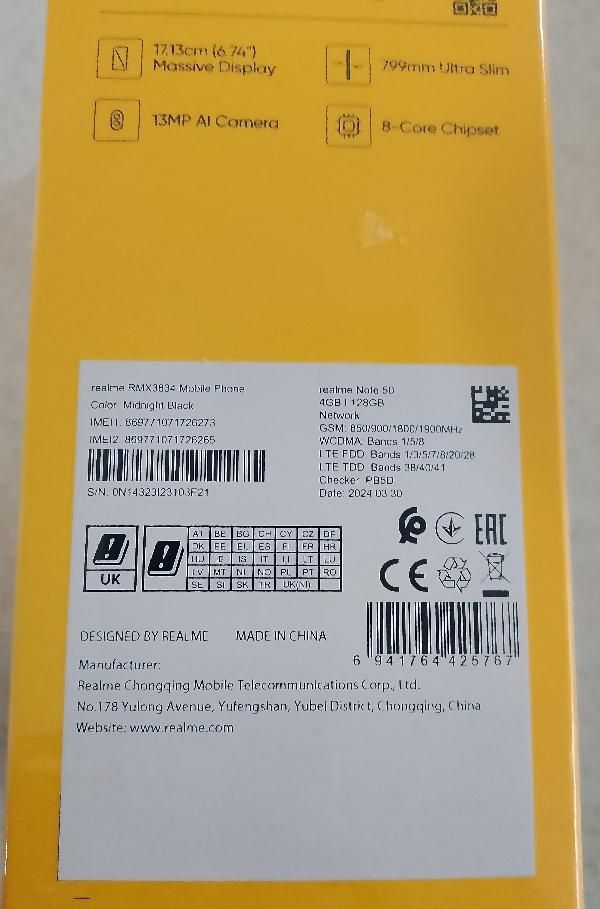 17.13cm (6.74")
Massive Display
799mm Ultra Slim
13MP AI Camera
8-Core Chipset
realme RMX3834 Mobile Phone
Color: Midnight Black
IMEI1: 869771071726273
IMEI2: 869771071726265
S/N: 0N14323I23103F21
realme Note 50
4GB | 128GB
Network
GSM: 850/900/1800/1900MHz
WCDMA: Bands 1/5/8
LTE FDD: Bands 1/3/5/7/8/20/28
LTE TDD: Bands 38/40/41
Checker: PB5D
Date: 2024.03.30
UK
AT BE BG CH CY CZ DE
DK EE EL ES FI FR HR
HU IE IS IT LI LT LU
LV MT NL NO PL PT RO
SE SI SK TR UK(NI)
EAC
CE
6 941764 425767
DESIGNED BY REALME MADE IN CHINA
Manufacturer:
Realme Chongqing Mobile Telecommunications Corp., Ltd.
No.178 Yulong Avenue, Yufengshan, Yubei District, Chongqing, China
Website: www.realme.com